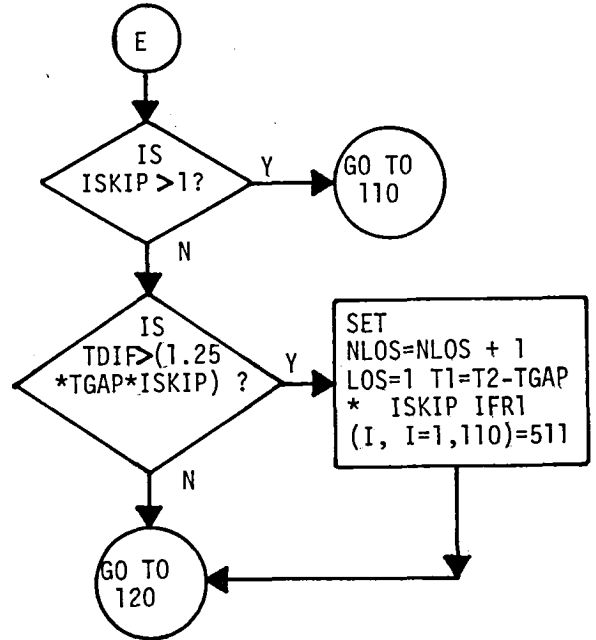 E
IS
ISKIP >1?
Y
GO TO
110
N
IS
TDIF>(1.25
*TGAP*ISKIP) ?
Y
SET
NLOS=NLOS + 1
LOS=1 T1=T2-TGAP
* ISKIP IFR1
(I, I=1,110)=511
N
GO TO
120